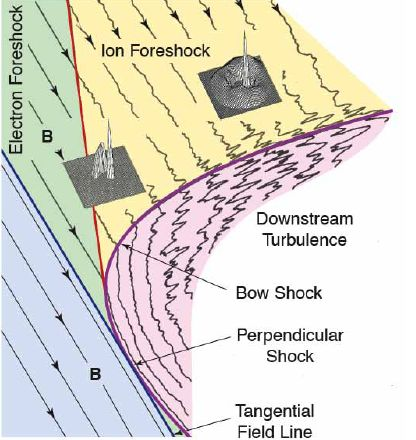 Electron Foreshock
Ion Foreshock
B
Downstream
Turbulence
Bow Shock
Perpendicular
Shock
B
Tangential
Field Line